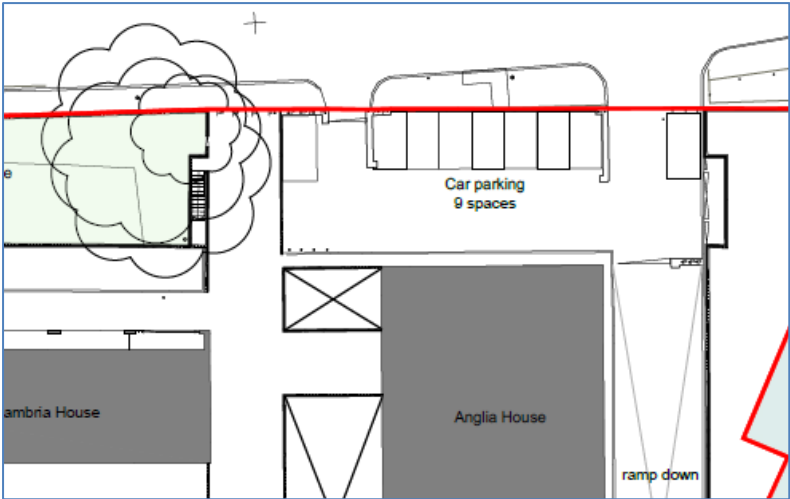 e
Car parking
9 spaces
ambria House
Anglia House
ramp down